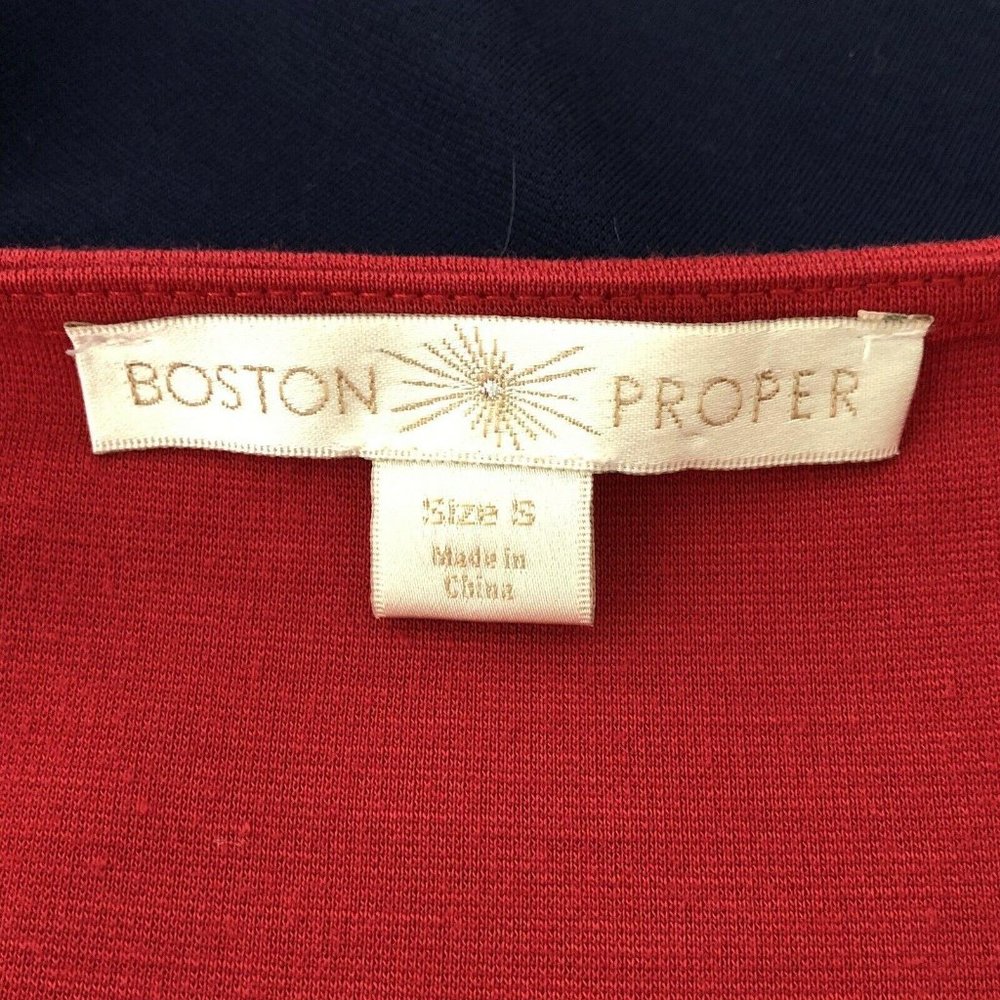 BOSTON PROPER
Size S
Made in
China